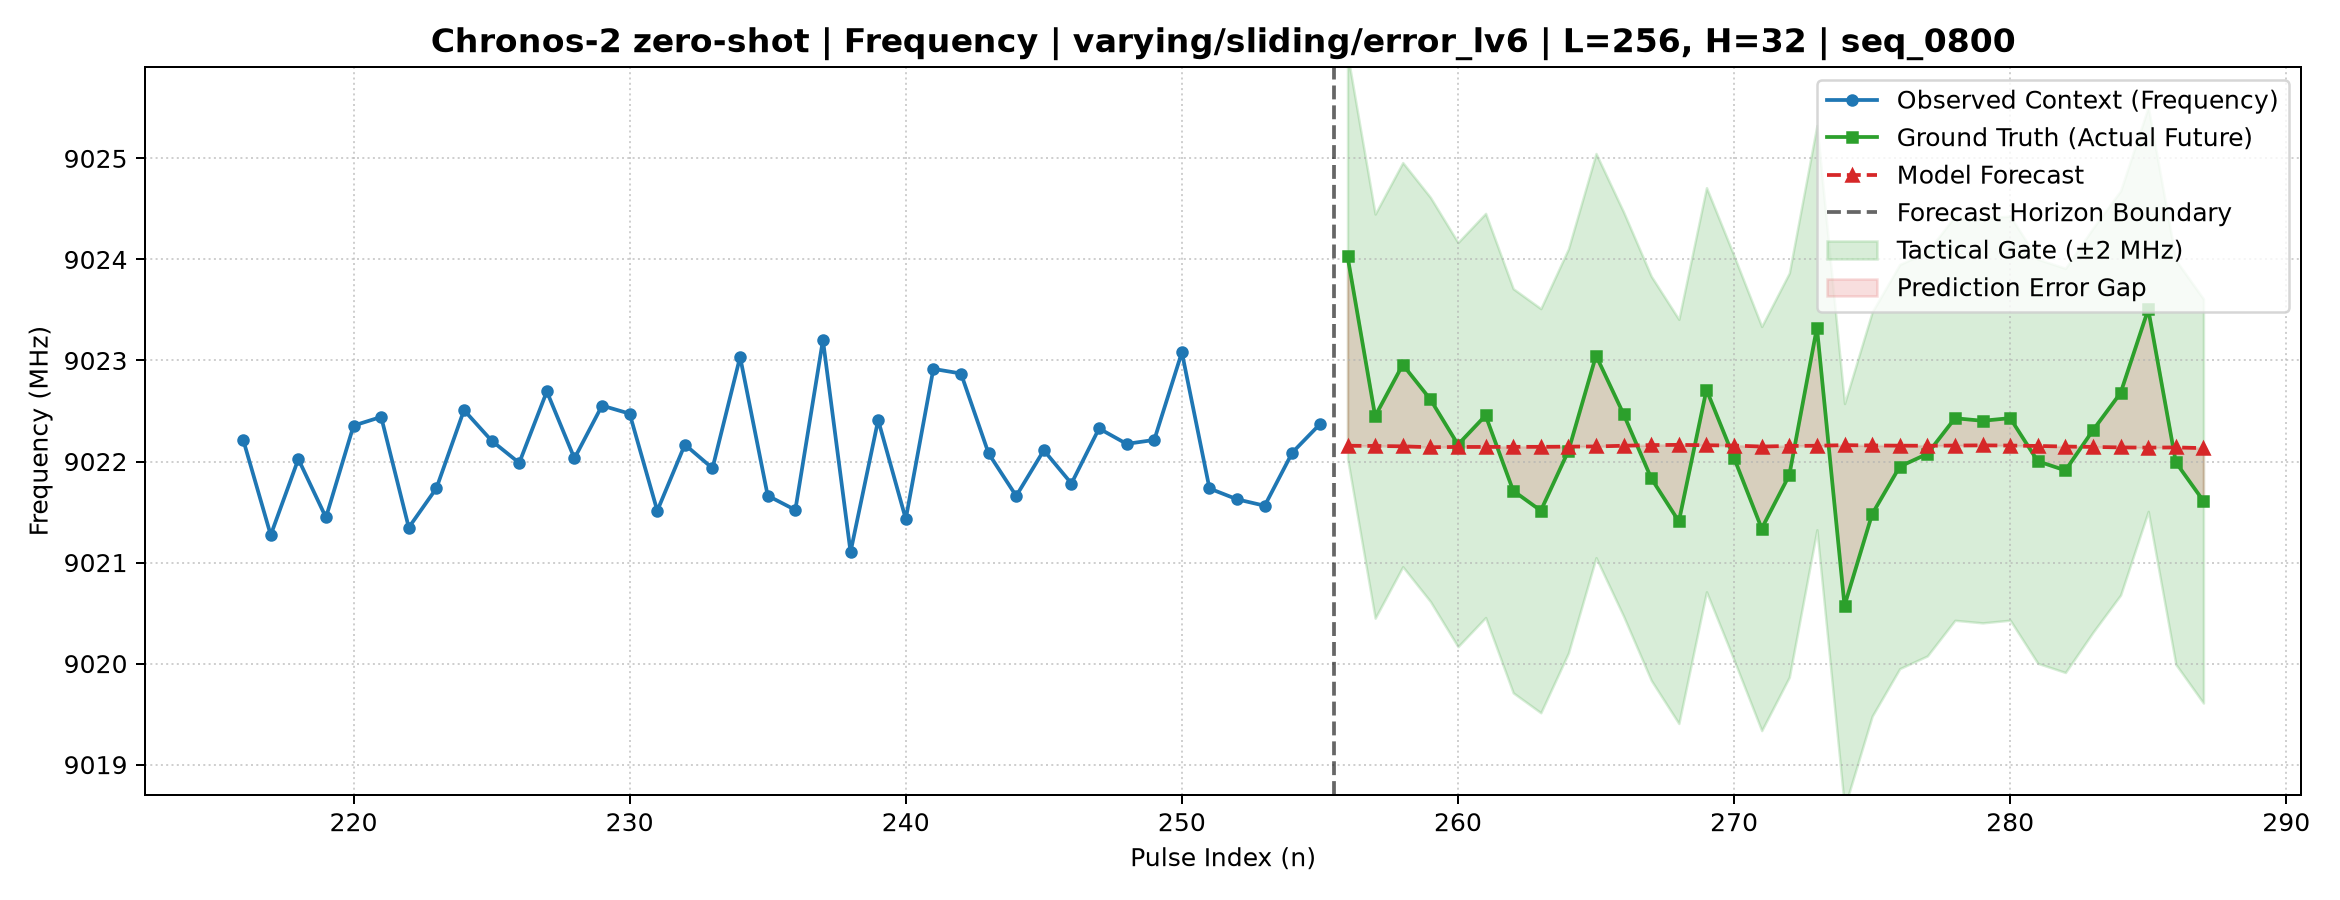 Chronos-2 zero-shot | Frequency | varying/sliding/error_lv6 | L=256, H=32 | seq_0800
Observed Context (Frequency)
Ground Truth (Actual Future)
Model Forecast
Forecast Horizon Boundary
Tactical Gate (±2 MHz)
Prediction Error Gap
Frequency (MHz)
9025
9024
9023
9022
9021
9020
9019
220 230 240 250 260 270 280 290
Pulse Index (n)